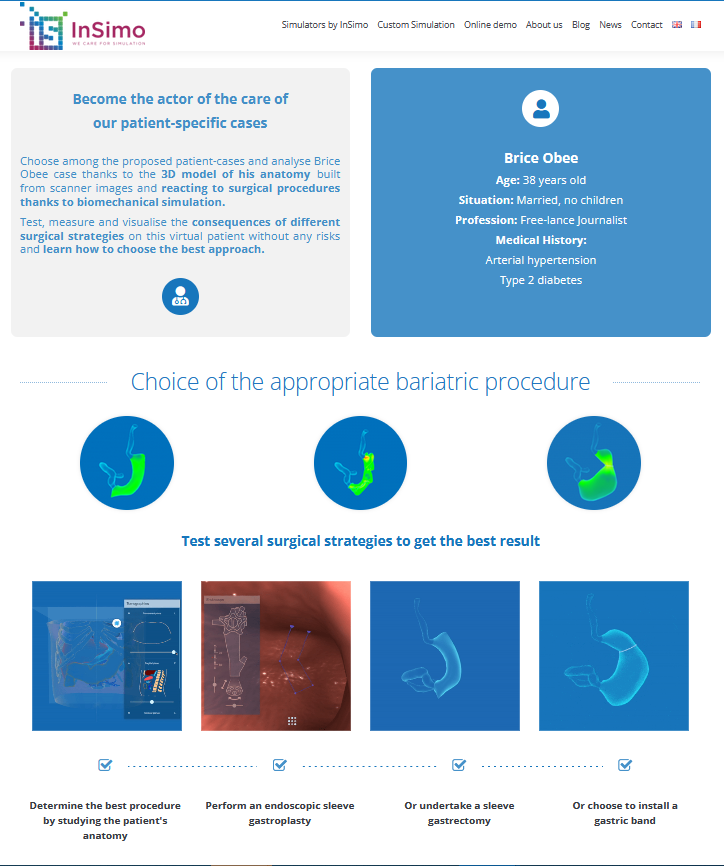 InSimo
WE CARE FOR SIMULATION
Simulators by InSimo Custom Simulation Online demo About us Blog News Contact
Become the actor of the care of
our patient-specific cases
Choose among the proposed patient-cases and analyse Brice
Obee case thanks to the 3D model of his anatomy built
from scanner images and reacting to surgical procedures
thanks to biomechanical simulation.
Test, measure and visualise the consequences of different
surgical strategies on this virtual patient without any risks
and learn how to choose the best approach.
Brice Obee
Age: 38 years old
Situation: Married, no children
Profession: Free-lance Journalist
Medical History:
Arterial hypertension
Type 2 diabetes
Choice of the appropriate bariatric procedure
Test several surgical strategies to get the best result
Determine the best procedure
by studying the patient's
anatomy
Perform an endoscopic sleeve
gastroplasty
Or undertake a sleeve
gastrectomy
Or choose to install a
gastric band